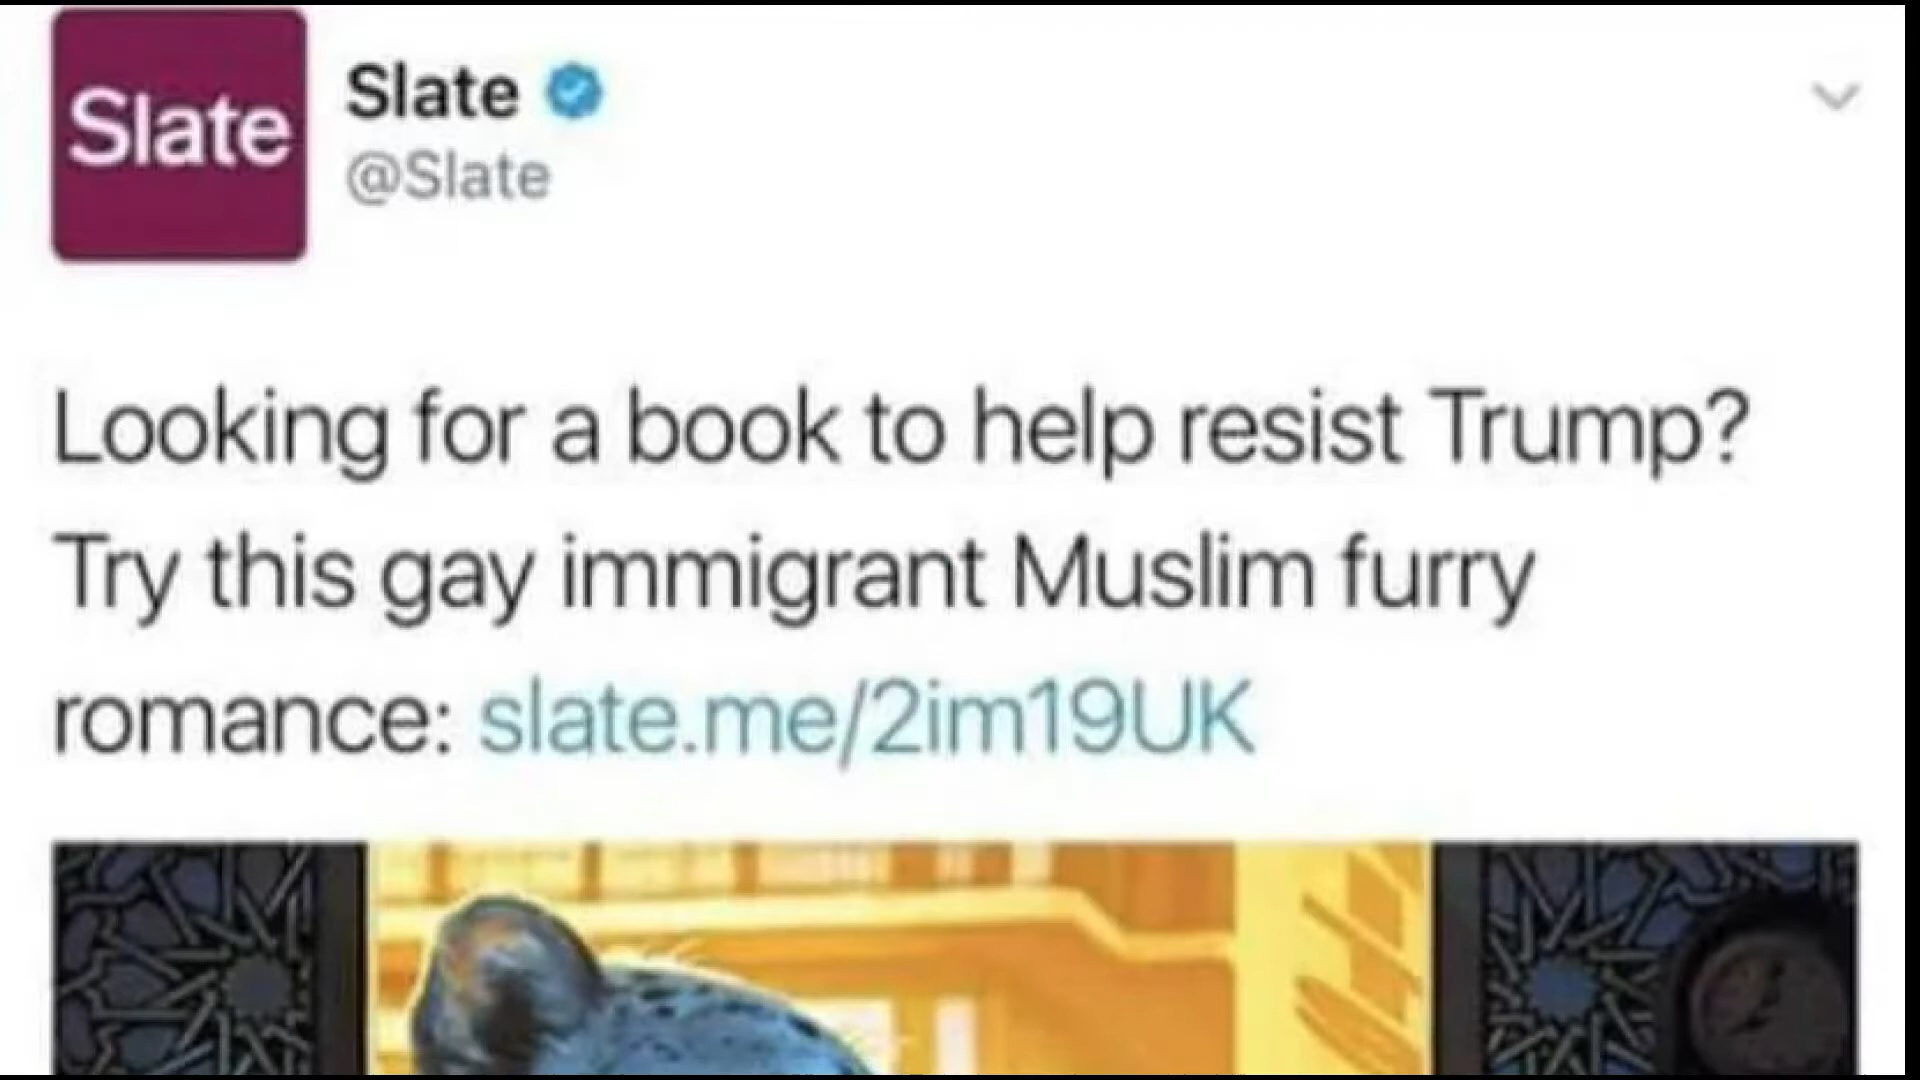 Slate
Slate
@Slate
Looking for a book to help resist Trump?
Try this gay immigrant Muslim furry
romance: slate.me/2im19UK